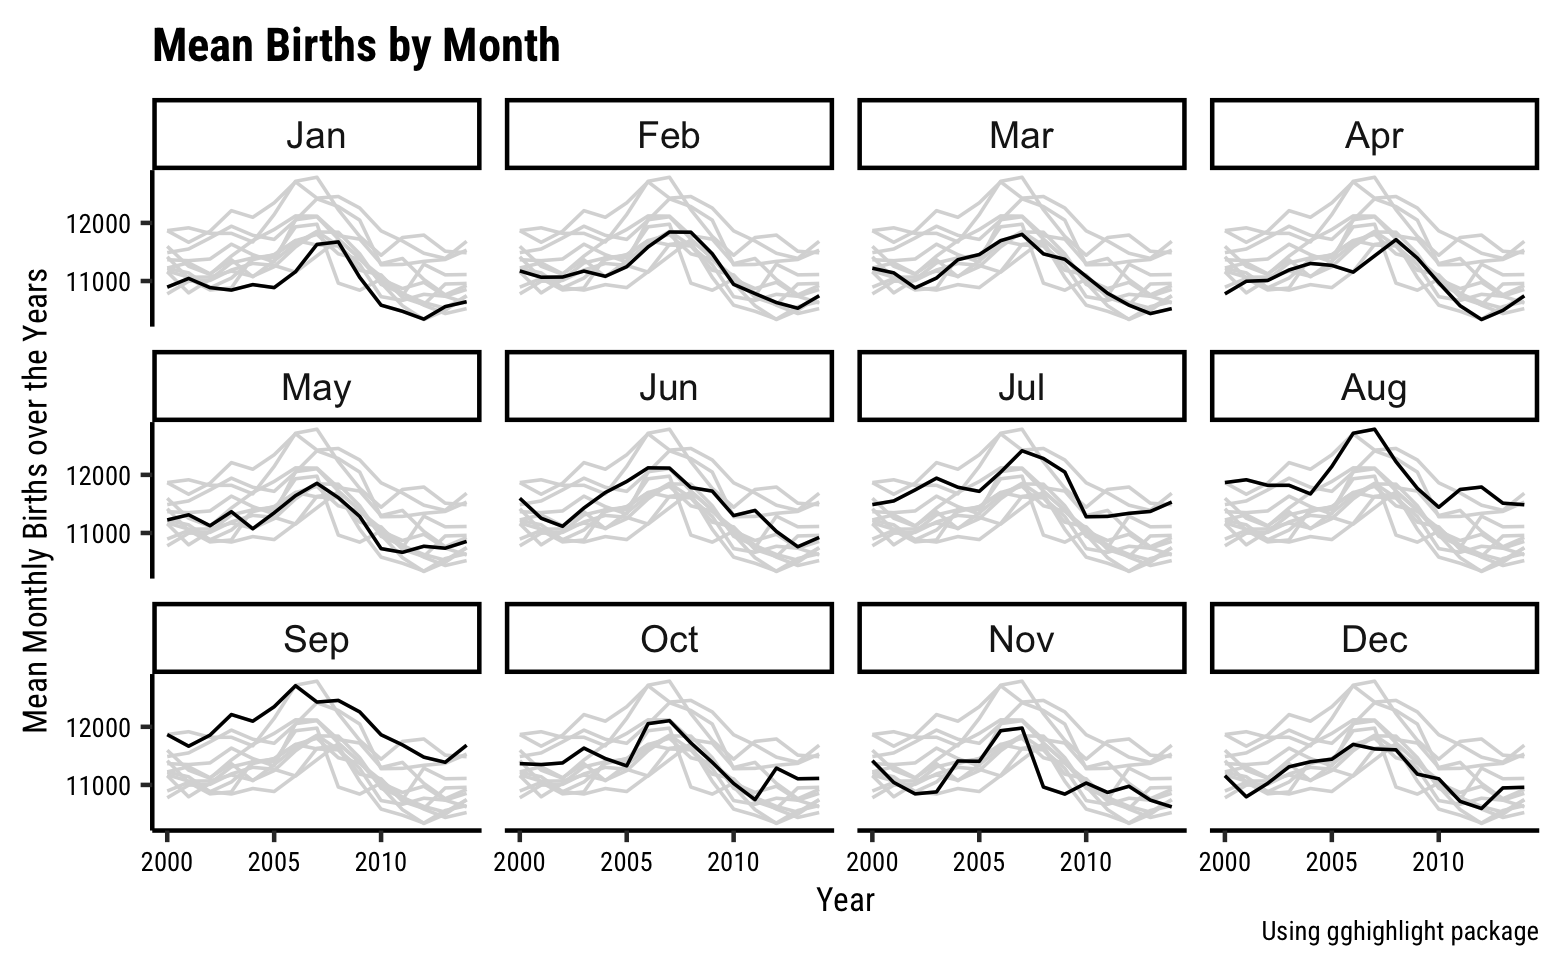 Mean Births by Month
Jan Feb Mar Apr
12000
11000
May Jun Jul Aug
12000
11000
Sep Oct Nov Dec
12000
11000
2000 2005 2010 2000 2005 2010 2000 2005 2010 2000 2005 2010
Mean Monthly Births over the Years
Year
Using gghighlight package